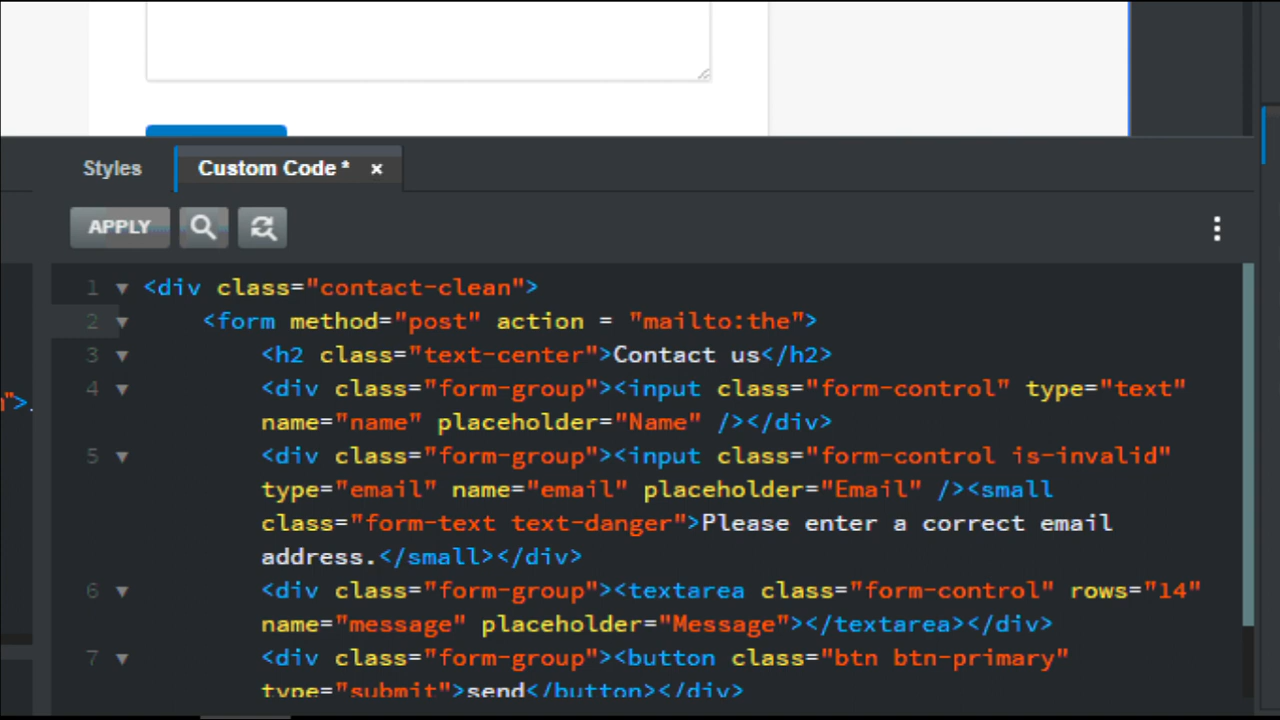 Styles
Custom Code *
×
APPLY
1 ▼ <div class="contact-clean">
2 ▼ <form method="post" action = "mailto:the">
3 ▼ <h2 class="text-center">Contact us</h2>
4 ▼ <div class="form-group"><input class="form-control" type="text"
name="name" placeholder="Name" /></div>
n">.
5 ▼ <div class="form-group"><input class="form-control is-invalid"
type="email" name="email" placeholder="Email" /><small
class="form-text text-danger">Please enter a correct email
address.</small></div>
6 ▼ <div class="form-group"><textarea class="form-control" rows="14"
name="message" placeholder="Message"></textarea></div>
7 ▼ <div class="form-group"><button class="btn btn-primary"
type="submit">send</button></div>